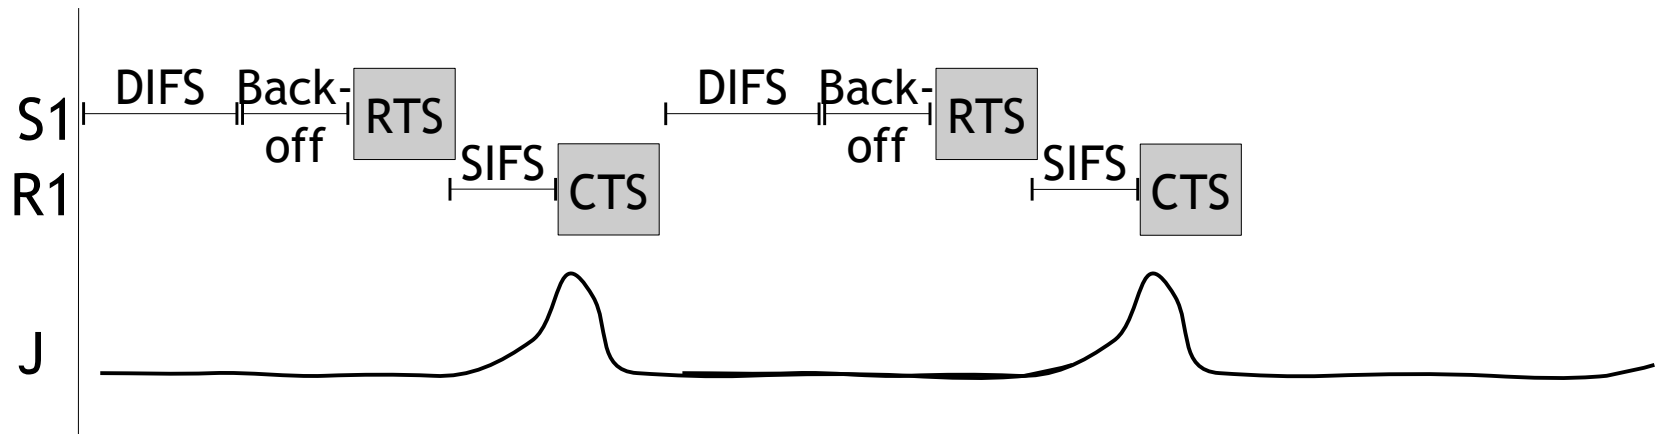 DIFS Back- DIFS Back-
S1 off RTS off RTS
SIFS SIFS
R1 CTS CTS
J